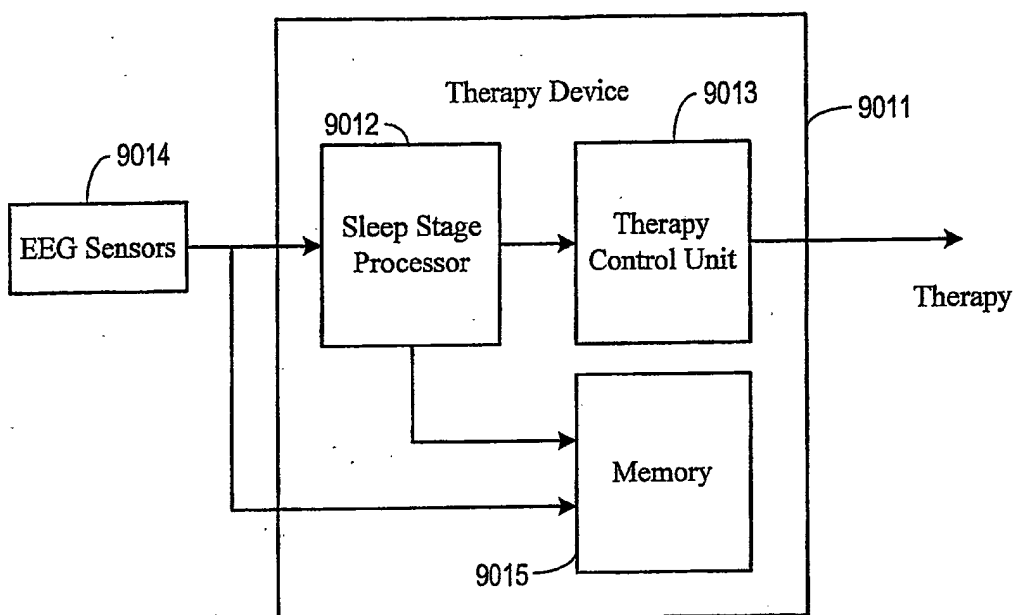 Therapy Device
9013
9012
9011
9014
EEG Sensors
Sleep Stage
Processor
Therapy
Control Unit
Therapy
Memory
9015